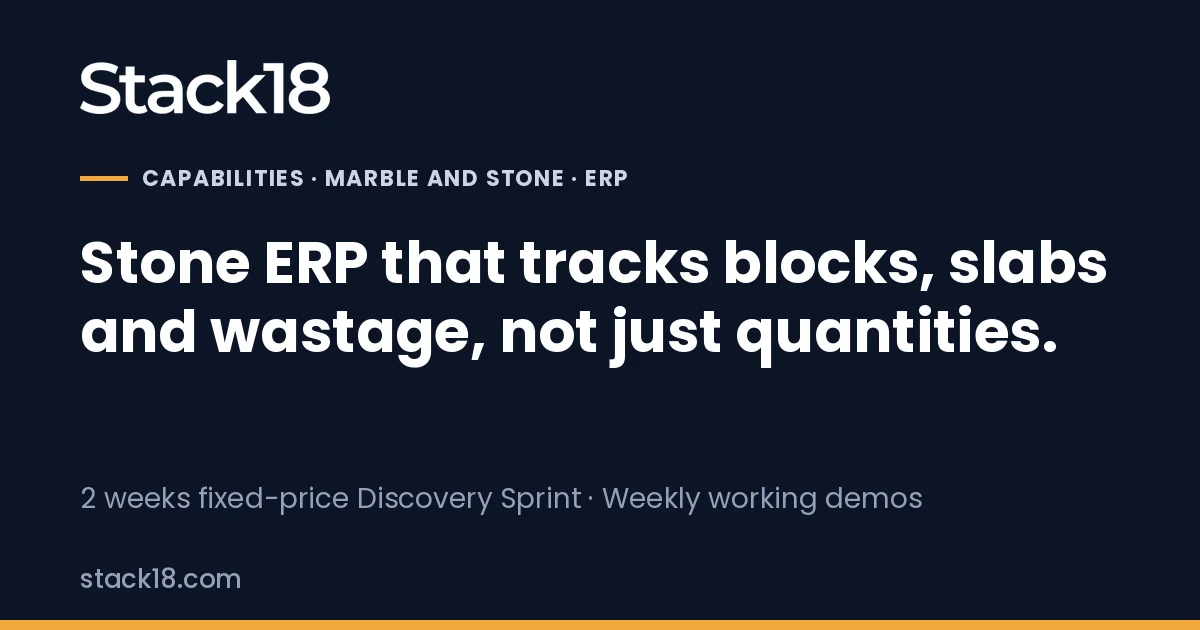 Stack18
CAPABILITIES · MARBLE AND STONE · ERP
Stone ERP that tracks blocks, slabs
and wastage, not just quantities.
2 weeks fixed-price Discovery Sprint · Weekly working demos
stack18.com